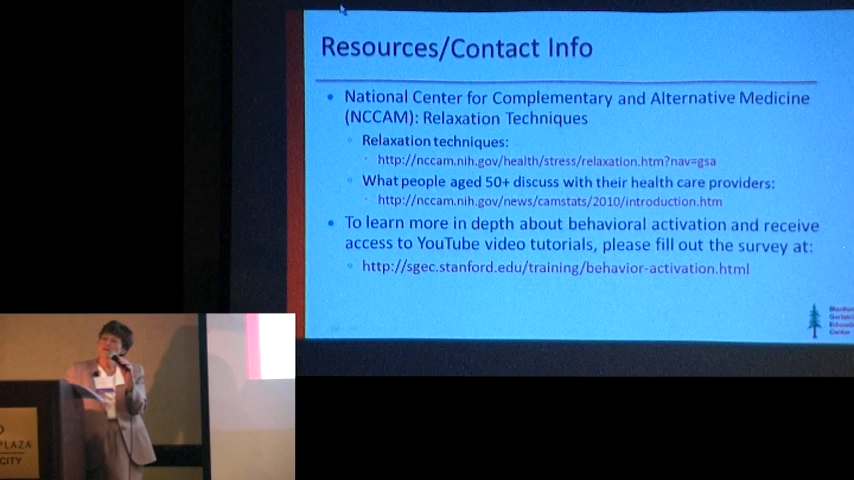 Resources/Contact Info
• National Center for Complementary and Alternative Medicine
(NCCAM): Relaxation Techniques
Relaxation techniques:
http://nccam.nih.gov/health/stress/relaxation.htm?nav=gsa
What people aged 50+ discuss with their health care providers:
http://nccam.nih.gov/news/camstats/2010/introduction.htm
• To learn more in depth about behavioral activation and receive
access to YouTube video tutorials, please fill out the survey at:
http://sgec.stanford.edu/training/behavior-activation.html
Center
PLAZA
CITY